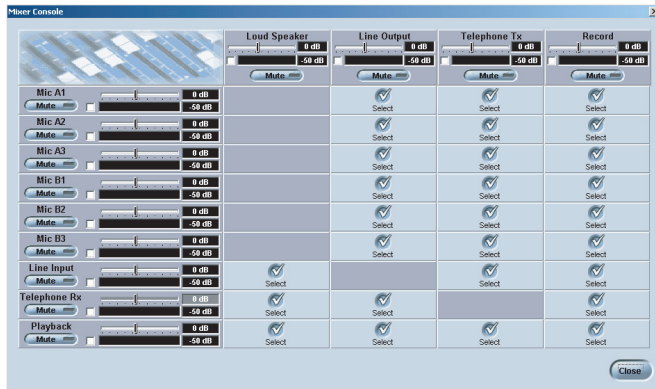 Mixer Console
Loud Speaker Line Output Telephone Tx Record
0 dB 0 dB 0 dB 0 dB
-50 dB -50 dB -50 dB -50 dB
Mute Mute Mute Mute
Mic A1 0 dB
Mute -50 dB Select Select Select
Mic A2 0 dB
Mute -50 dB Select Select Select
Mic A3 0 dB
Mute -50 dB Select Select Select
Mic B1 0 dB
Mute -50 dB Select Select Select
Mic B2 0 dB
Mute -50 dB Select Select Select
Mic B3 0 dB
Mute -50 dB Select Select Select
Line Input 0 dB
Mute -50 dB Select Select Select
Telephone Rx 0 dB
Mute -50 dB Select Select Select
Playback 0 dB
Mute -50 dB Select Select Select Select
Close